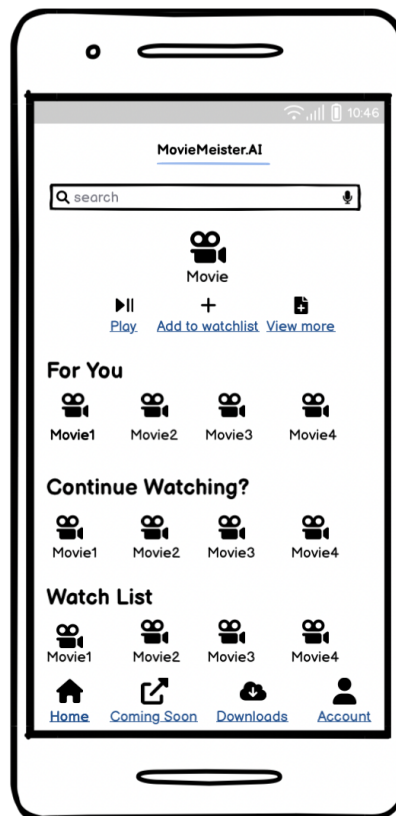 10:46
MovieMeister.AI
search
Movie
Play Add to watchlist View more
For You
Movie1 Movie2 Movie3 Movie4
Continue Watching?
Movie1 Movie2 Movie3 Movie4
Watch List
Movie1 Movie2 Movie3 Movie4
Home Coming Soon Downloads Account